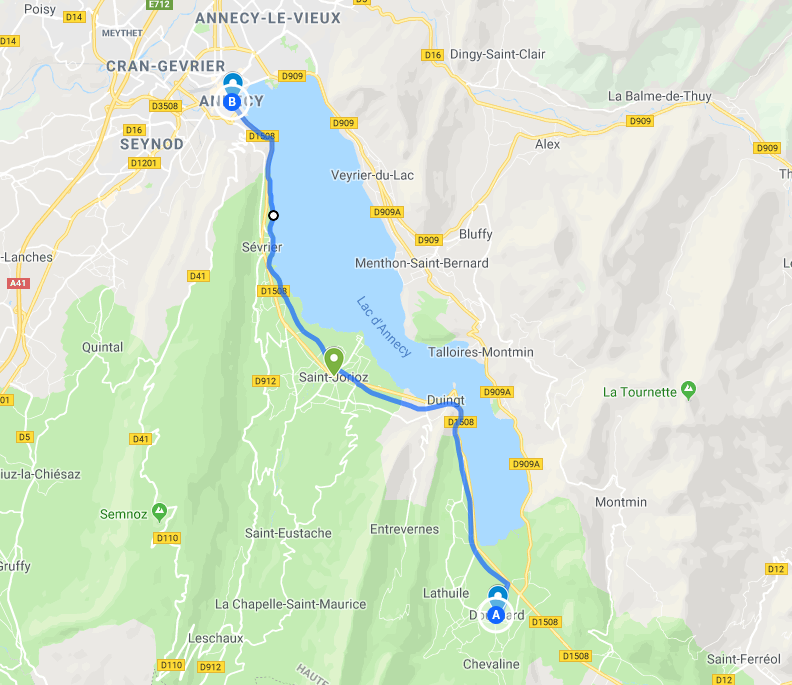 Poisy
D14
E712
ANNECY-LE-VIEUX
D5
D14
MEYTHET
D16
Dingy-Saint-Clair
CRAN-GEVRIER
D909
La Balme-de-Thuy
D3508
B
D909
D909
D16
D1508
SEYNOD
Alex
D909
D1201
Veyrier-du-Lac
D909A
Bluffy
D909
Sévrier
-Lanches
Menthon-Saint-Bernard
D41
A41
D1508
Lac d'Annecy
Quintal
Talloires-Montmin
Saint-Jorioz
D912
D909A
La Tournette
01
Duingt
D1508
D5
D41
D909A
iuz-la-Chiésaz
Montmin
Semnoz
Entrevernes
Saint-Eustache
D110
Gruffy
D12
Lathuile
La Chapelle-Saint-Maurice
A
D1508
Leschaux
D1508
Saint-Ferréol
D110
D912
Chevaline
HAUTE
D12